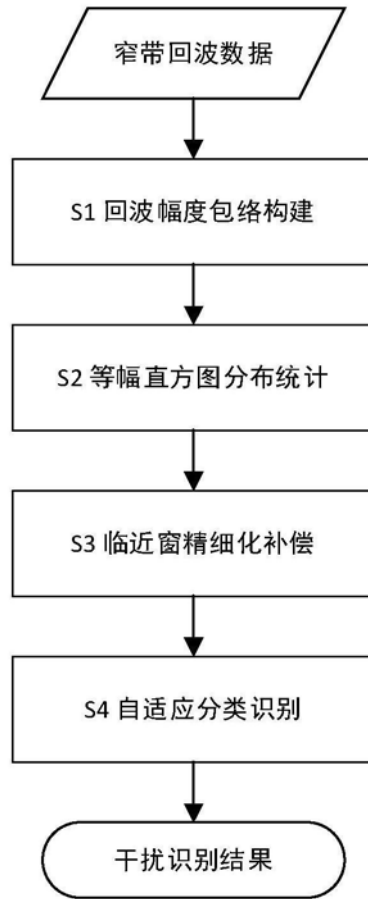 窄带回波数据
S1 回波幅度包络构建
S2 等幅直方图分布统计
S3 临近窗精细化补偿
S4 自适应分类识别
干扰识别结果